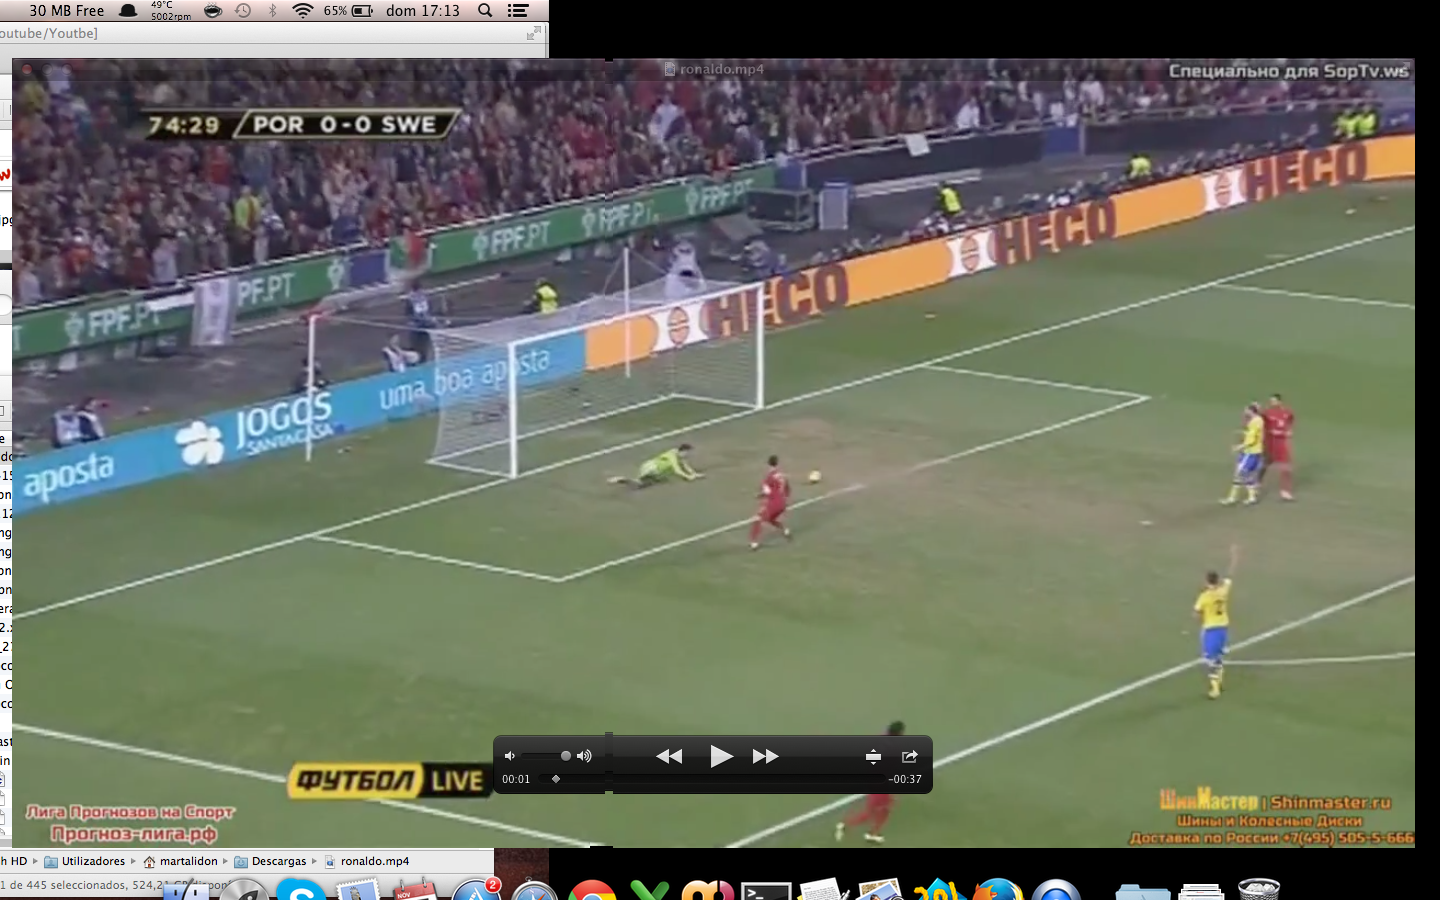 30 MB Free
49°C
5002rpm
65%
dom 17:13
outube/Youtbe]
ronaldo.mp4
Специально для SopTv.ws
74:29 POR 0-0 SWE
FPF.PT
FPF.PT
FPF.PT
PF.PT
FPF.PT
HECO
HECO
HECO
uma boa aposta
JOGOS
SANTACASA
aposta
00:01
-00:37
ФУТБОЛ LIVE
Лига Прогнозов на Спорт
Прогноз-лига.рф
ШинМастер | Shinmaster.ru
Шины и Колесные Диски
Доставка по России +7(495) 505-5-666
h HD
Utilizadores
martalidon
Descargas
ronaldo.mp4
1 de 445 seleccionados, 524,21
2
NOV